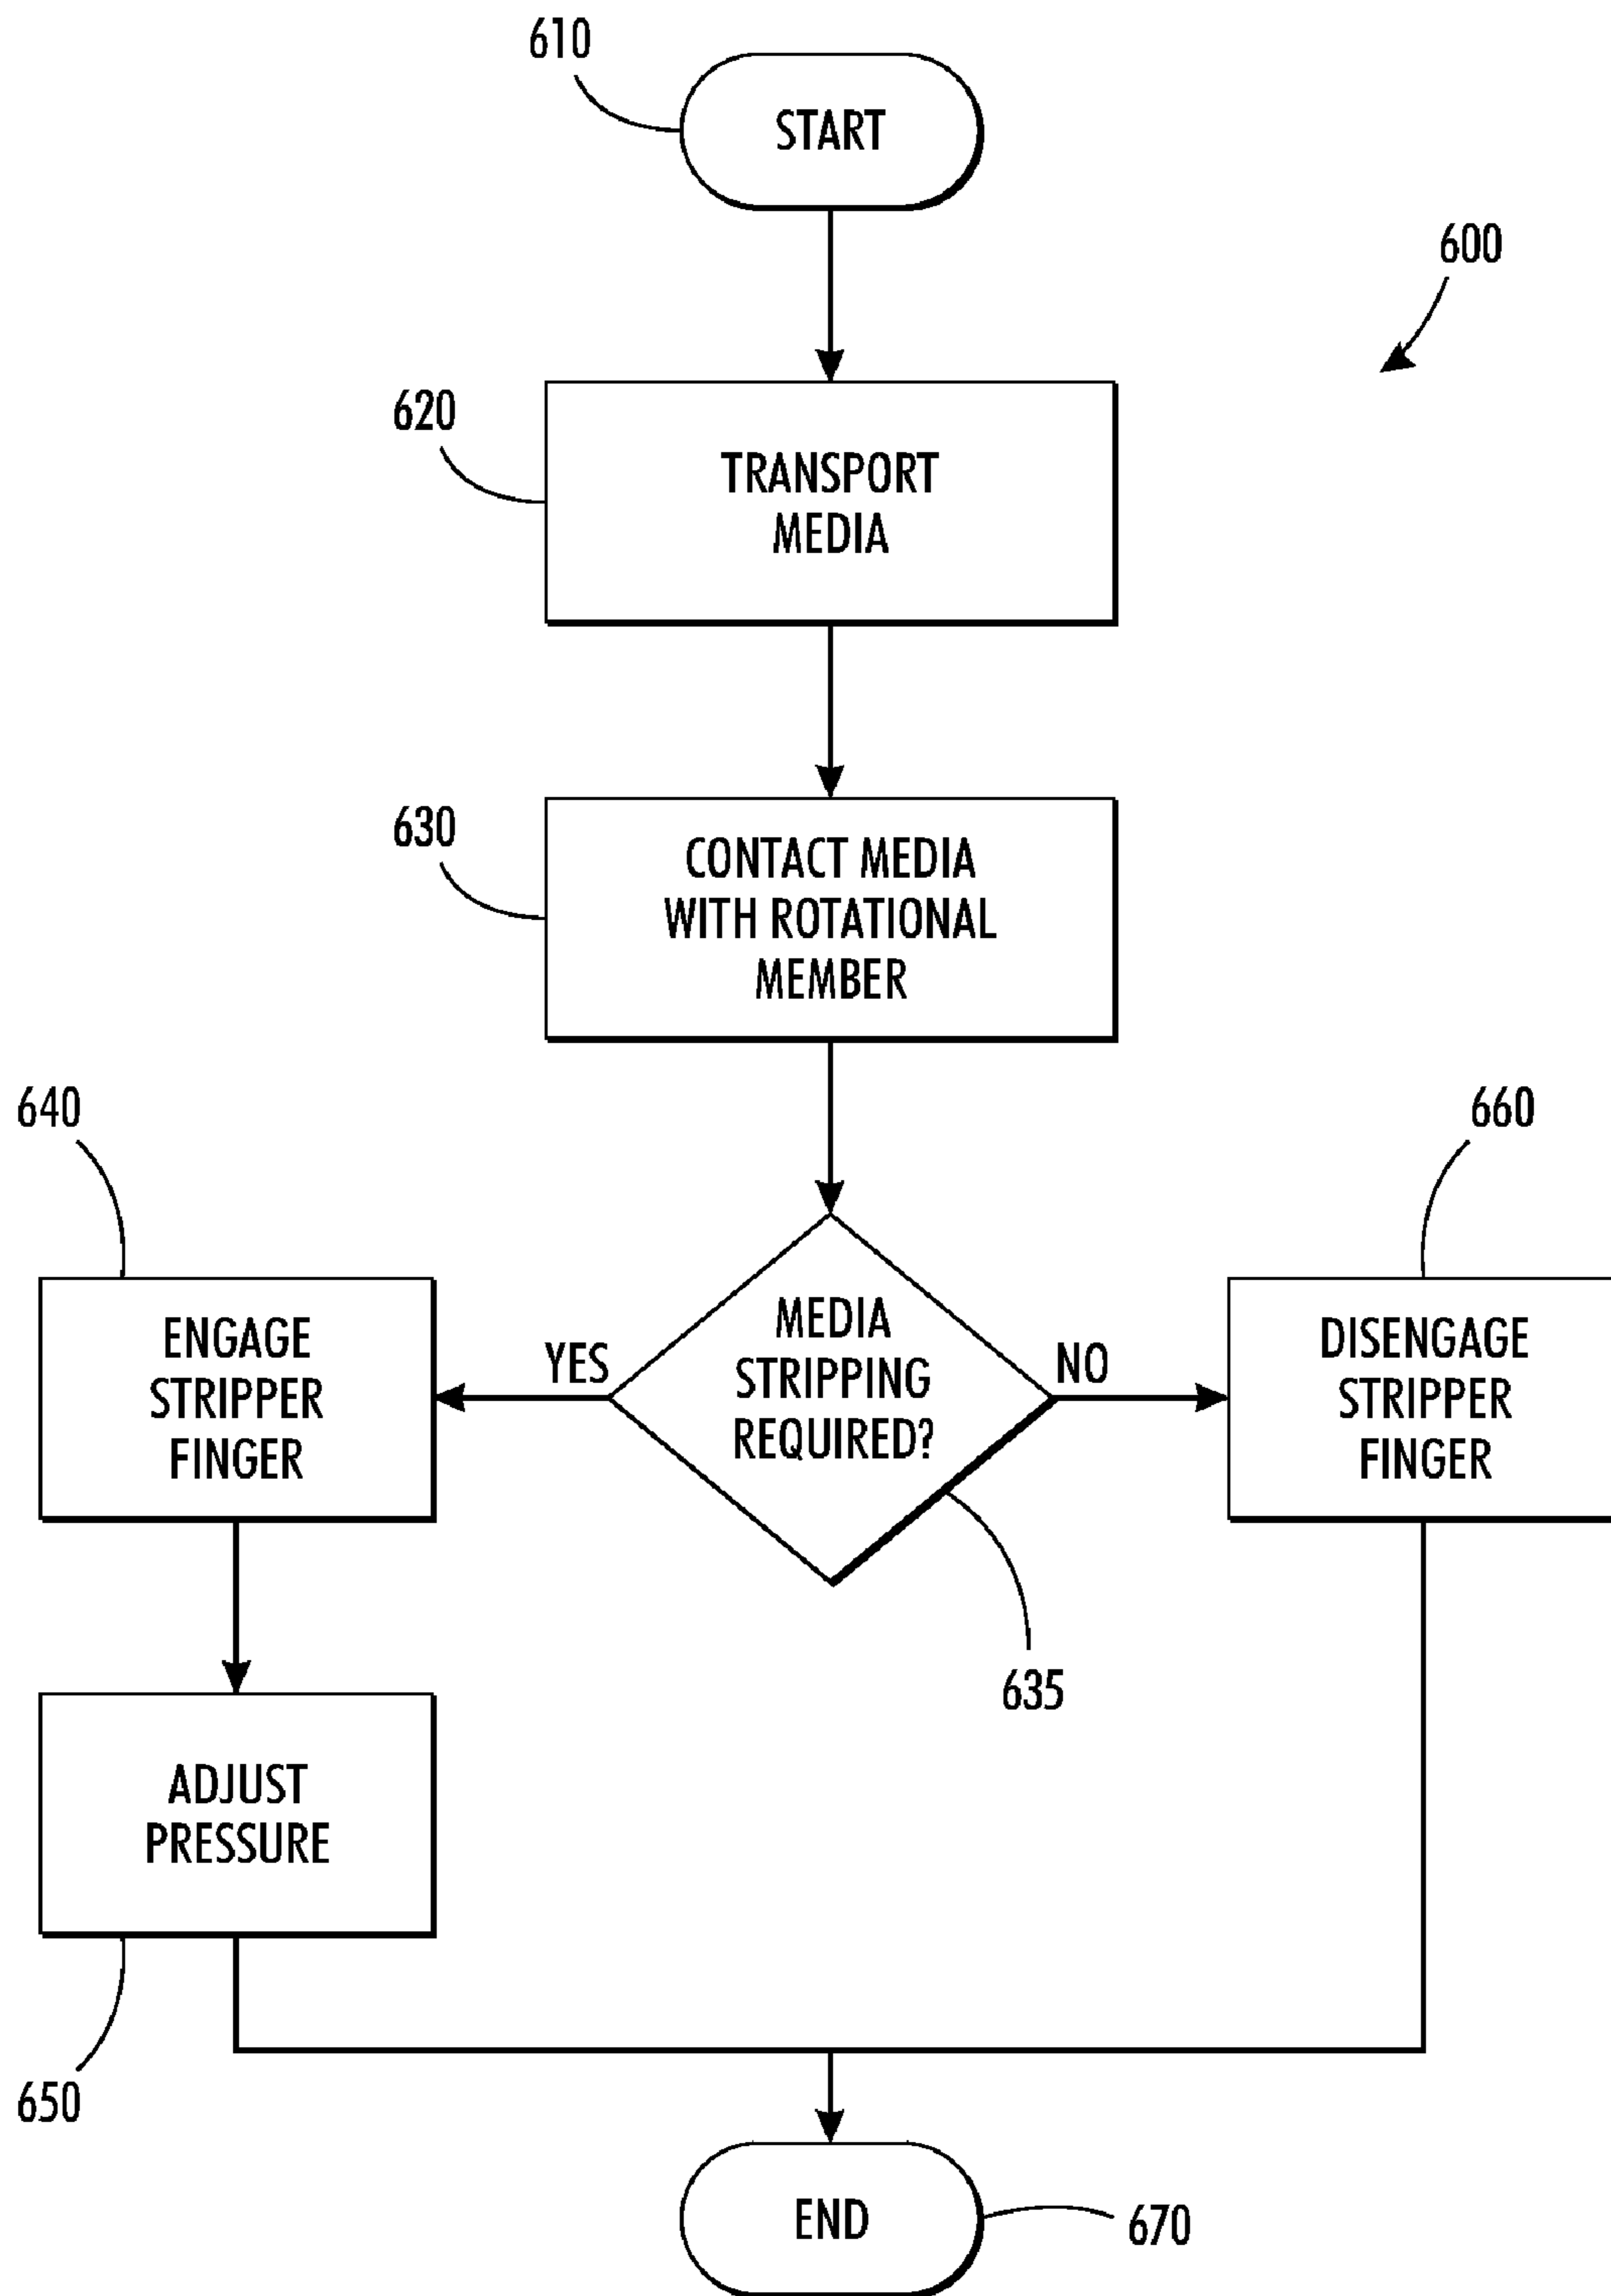 610
START
600
620
TRANSPORT
MEDIA
630
CONTACT MEDIA
WITH ROTATIONAL
MEMBER
640
660
ENGAGE
STRIPPER
FINGER
YES
MEDIA
STRIPPING
REQUIRED?
NO
DISENGAGE
STRIPPER
FINGER
635
ADJUST
PRESSURE
650
END
670